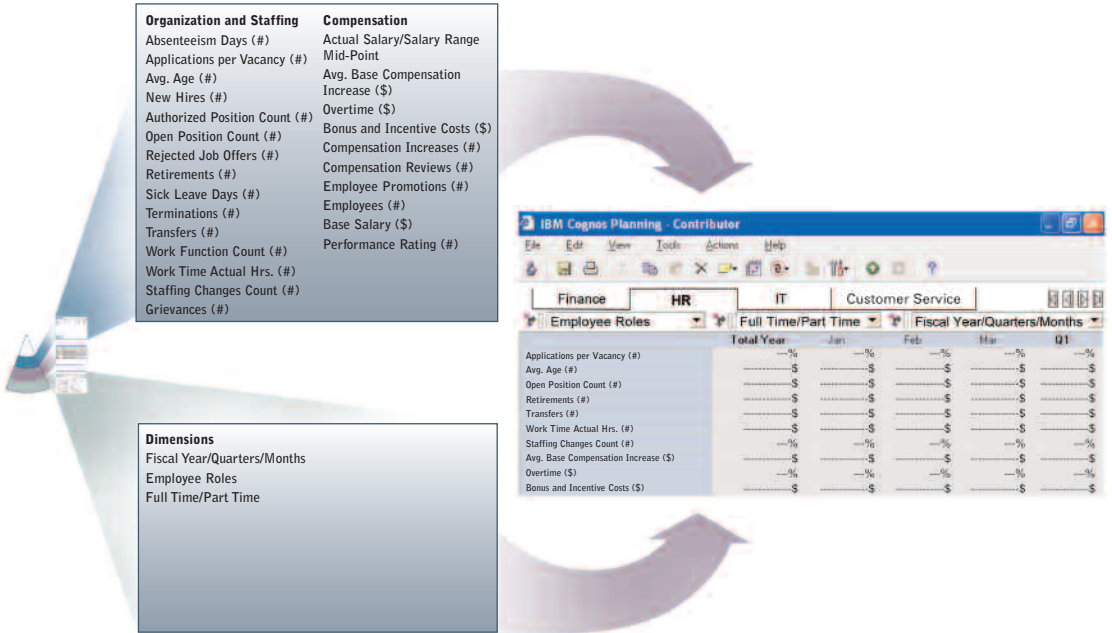 Organization and Staffing
Absenteeism Days (#)
Applications per Vacancy (#)
Avg. Age (#)
New Hires (#)
Authorized Position Count (#)
Open Position Count (#)
Rejected Job Offers (#)
Retirements (#)
Sick Leave Days (#)
Terminations (#)
Transfers (#)
Work Function Count (#)
Work Time Actual Hrs. (#)
Staffing Changes Count (#)
Grievances (#)
Compensation
Actual Salary/Salary Range
Mid-Point
Avg. Base Compensation
Increase ($)
Overtime ($)
Bonus and Incentive Costs ($)
Compensation Increases (#)
Compensation Reviews (#)
Employee Promotions (#)
Employees (#)
Base Salary ($)
Performance Rating (#)
Dimensions
Fiscal Year/Quarters/Months
Employee Roles
Full Time/Part Time
IBM Cognos Planning - Contributor
File Edit View Tools Actions Help
Finance HR IT Customer Service
Employee Roles Full Time/Part Time Fiscal Year/Quarters/Months
Total Year Jan Feb Mar Q1
Applications per Vacancy (#) ---% ---% ---% ---% ---%
Avg. Age (#) ------------$ ------------$ ------------$ ------------$ ------------$
Open Position Count (#) ------------$ ------------$ ------------$ ------------$ ------------$
Retirements (#) ------------$ ------------$ ------------$ ------------$ ------------$
Transfers (#) ------------$ ------------$ ------------$ ------------$ ------------$
Work Time Actual Hrs. (#) ------------$ ------------$ ------------$ ------------$ ------------$
Staffing Changes Count (#) ---% ---% ---% ---% ---%
Avg. Base Compensation Increase ($) ------------$ ------------$ ------------$ ------------$ ------------$
Overtime ($) ---% ---% ---% ---% ---%
Bonus and Incentive Costs ($) ------------$ ------------$ ------------$ ------------$ ------------$